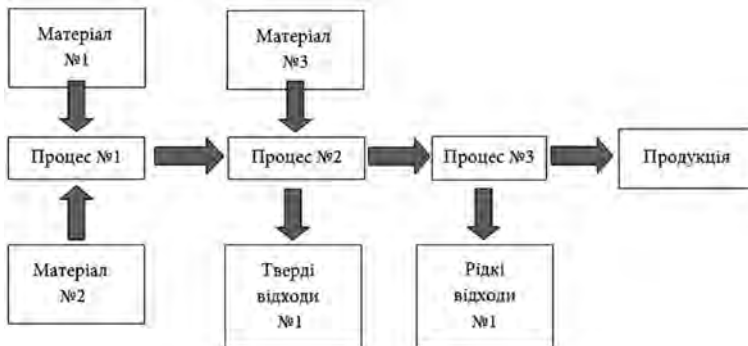 Матеріал
№1
Матеріал
№3
Процес №1
Процес №2
Процес №3
Продукція
Матеріал
№2
Тверді
відходи
№1
Рідкі
відходи
№1